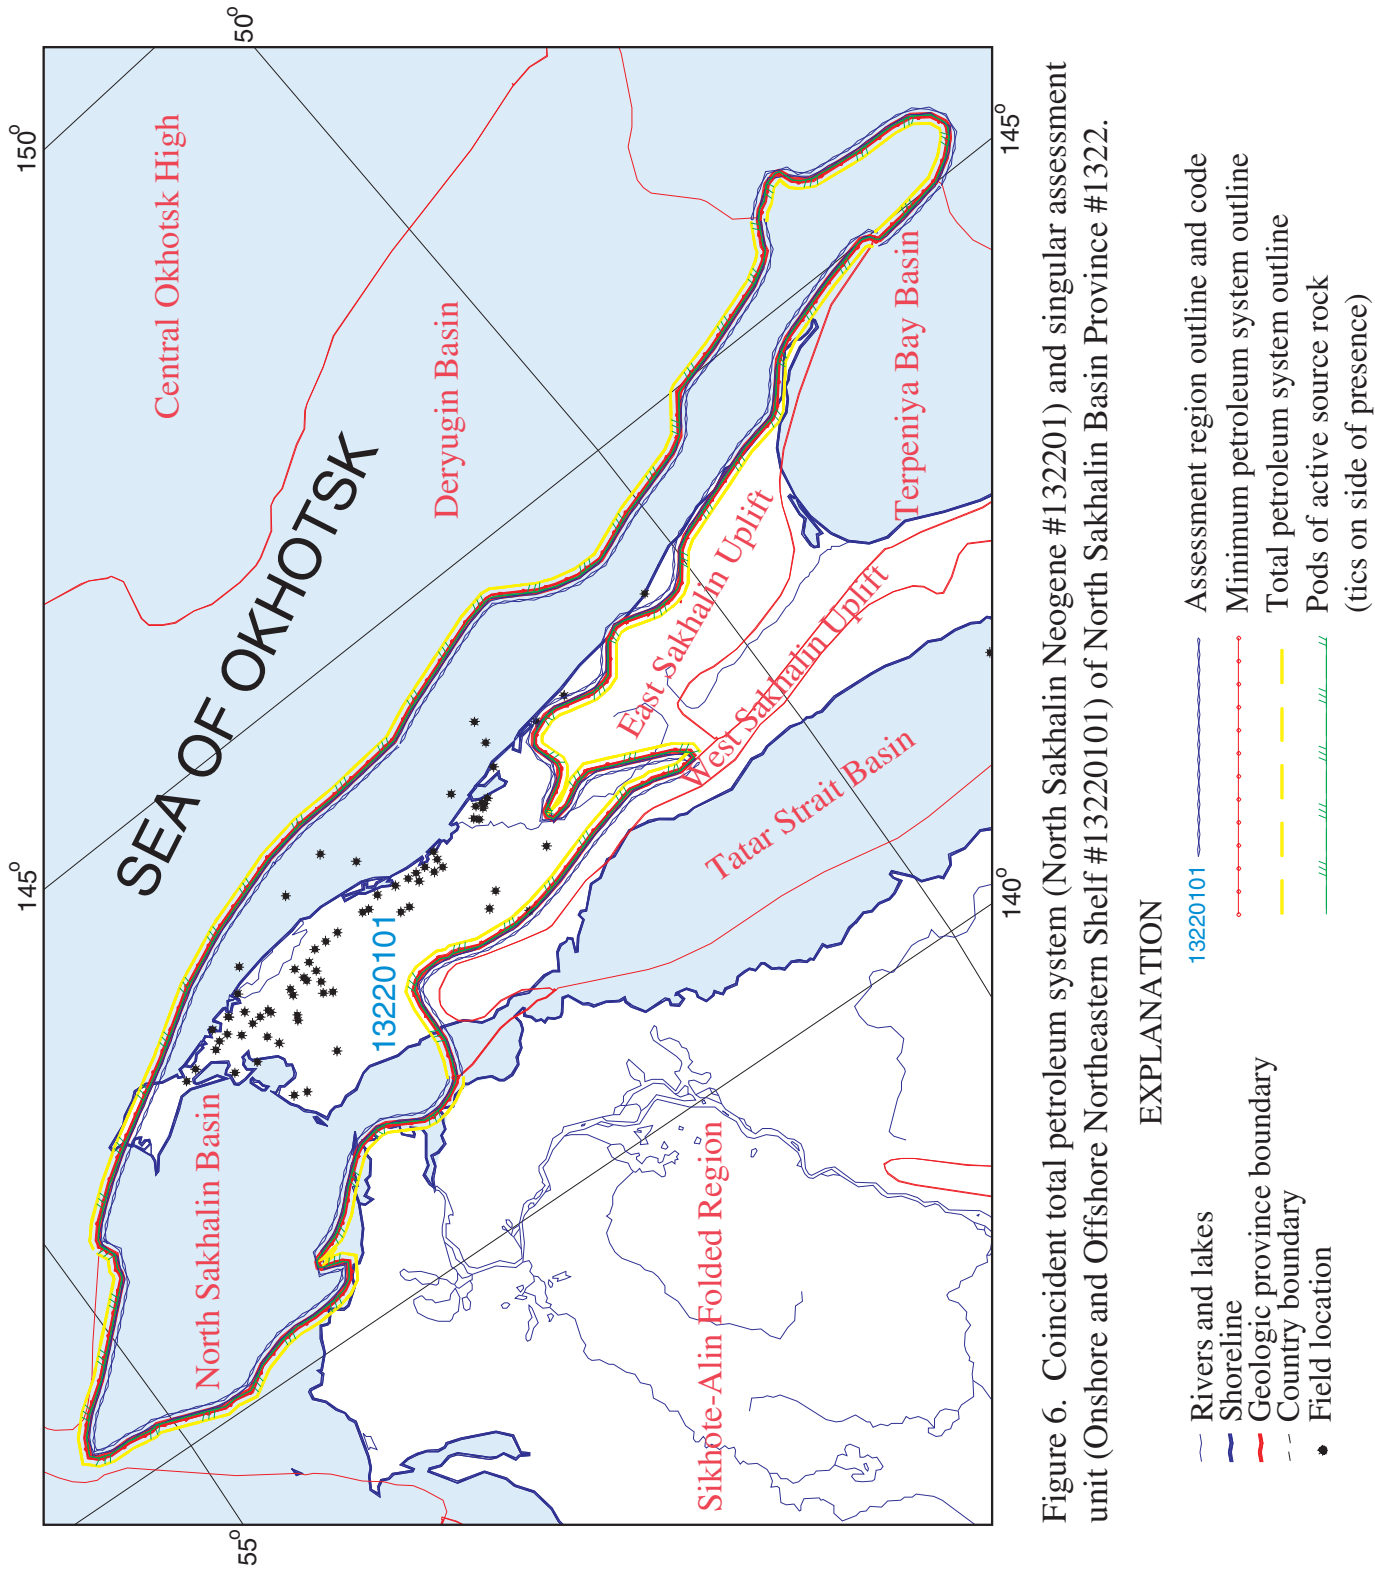 150°
50°
145°
145°
140°
55°
Central Okhotsk High
SEA OF OKHOTSK
Deryugin Basin
Terpeniya Bay Basin
East Sakhalin Uplift
West Sakhalin Uplift
Tatar Strait Basin
13220101
North Sakhalin Basin
Sikhote-Alin Folded Region
Figure 6. Coincident total petroleum system (North Sakhalin Neogene #132201) and singular assessment
unit (Onshore and Offshore Northeastern Shelf #13220101) of North Sakhalin Basin Province #1322.
EXPLANATION
Rivers and lakes
Shoreline
Geologic province boundary
Country boundary
Field location
13220101
Assessment region outline and code
Minimum petroleum system outline
Total petroleum system outline
Pods of active source rock
(tics on side of presence)